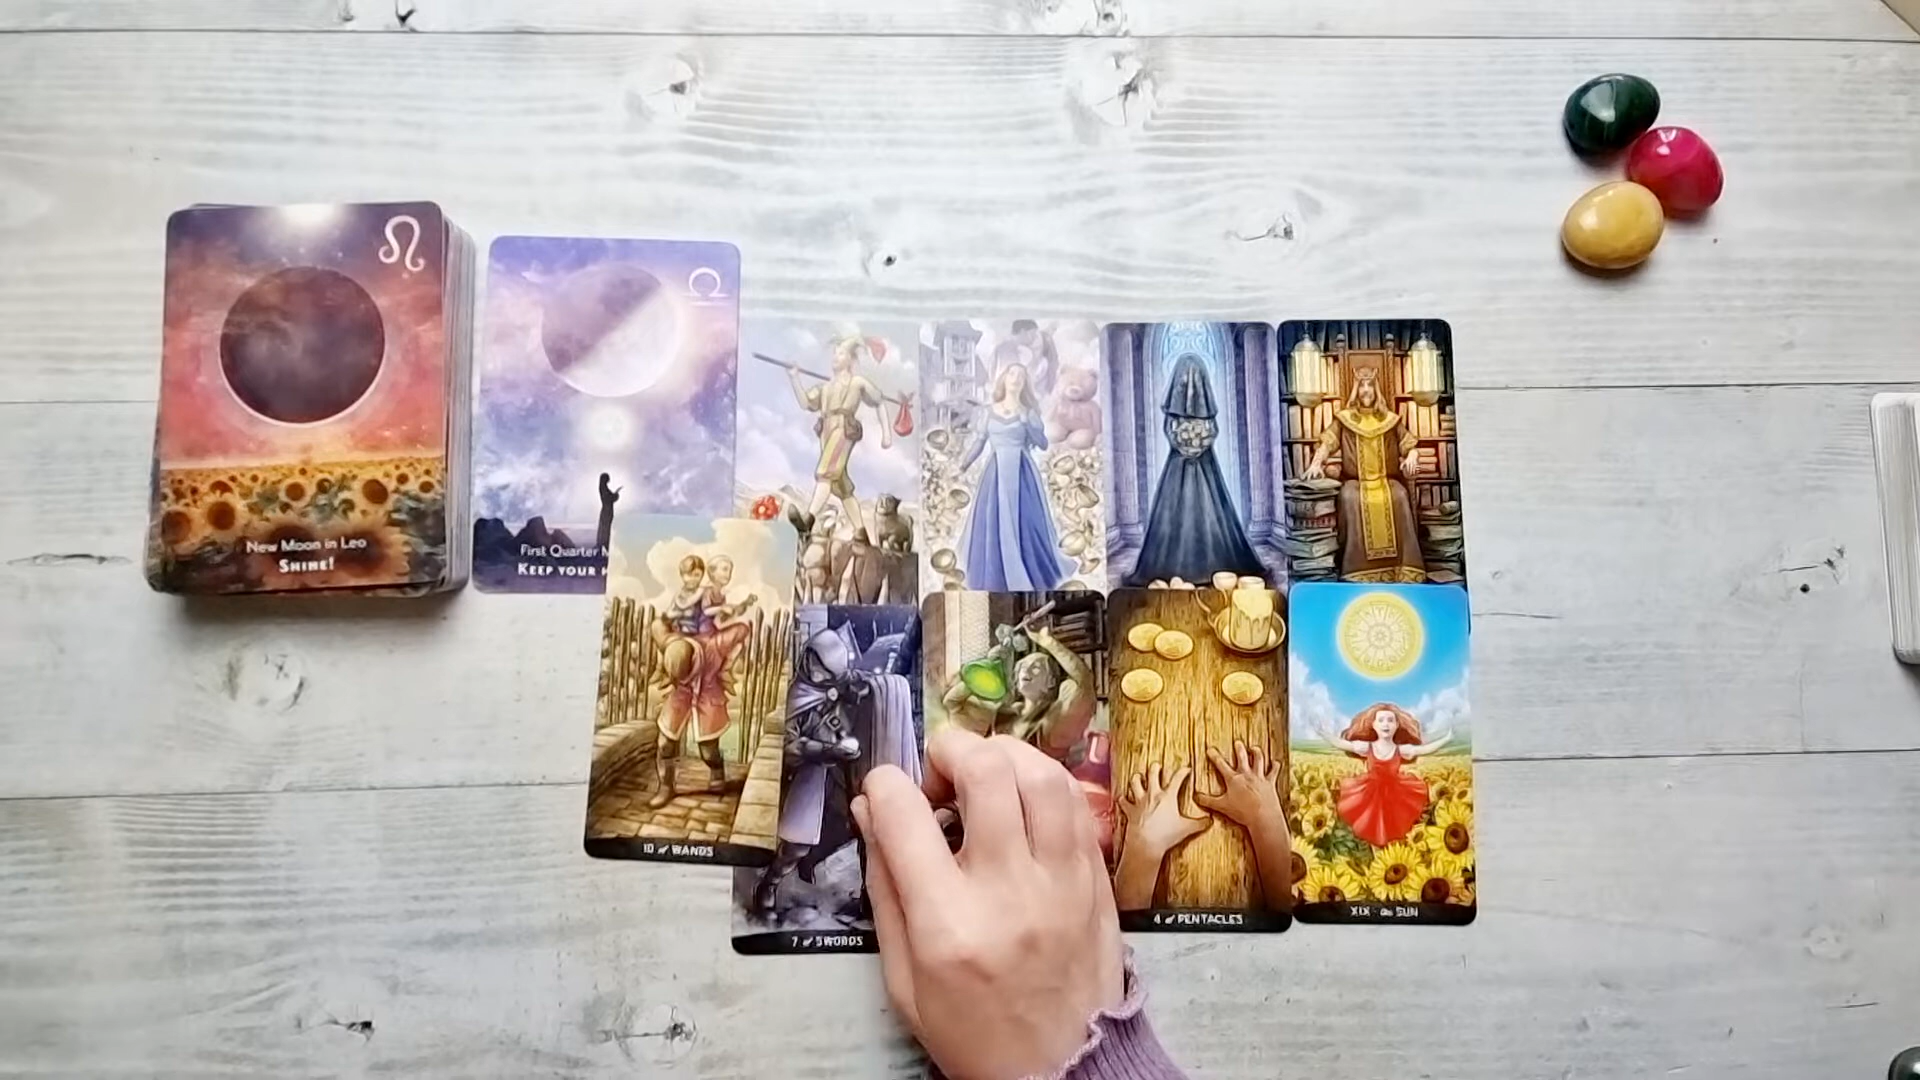 New Moon in Leo
SHINE!
First Quarter
KEEP YOUR
10 of WANDS
7 of SWORDS
4 of PENTACLES
XIX · the SUN